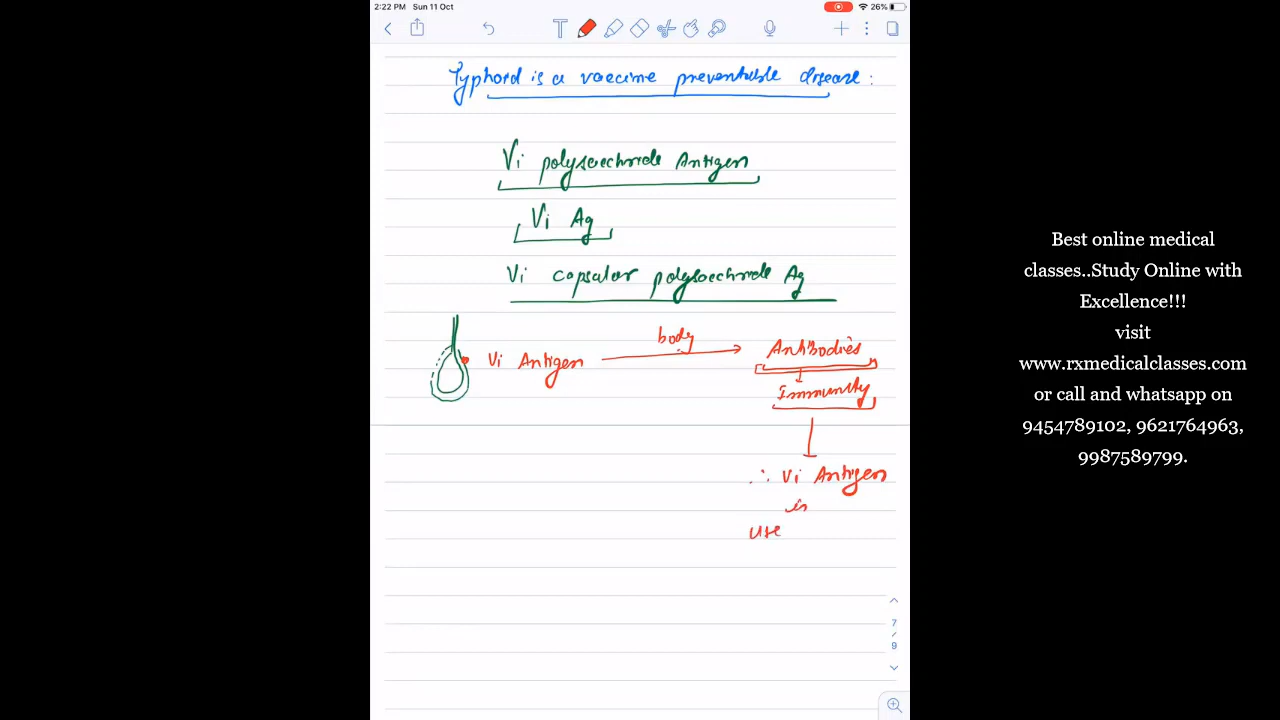 2:22 PM Sun 11 Oct
26%
Typhoid is a vaccine preventable disease :
Vi polysaechride Antigen
Vi Ag
Vi capsular polysaechride Ag
Vi Antigen
body
Antibodies
Immunity
∴ Vi Antigen
is
use
7
/
9
Best online medical
classes..Study Online with
Excellence!!!
visit
www.rxmedicalclasses.com
or call and whatsapp on
9454789102, 9621764963,
9987589799.